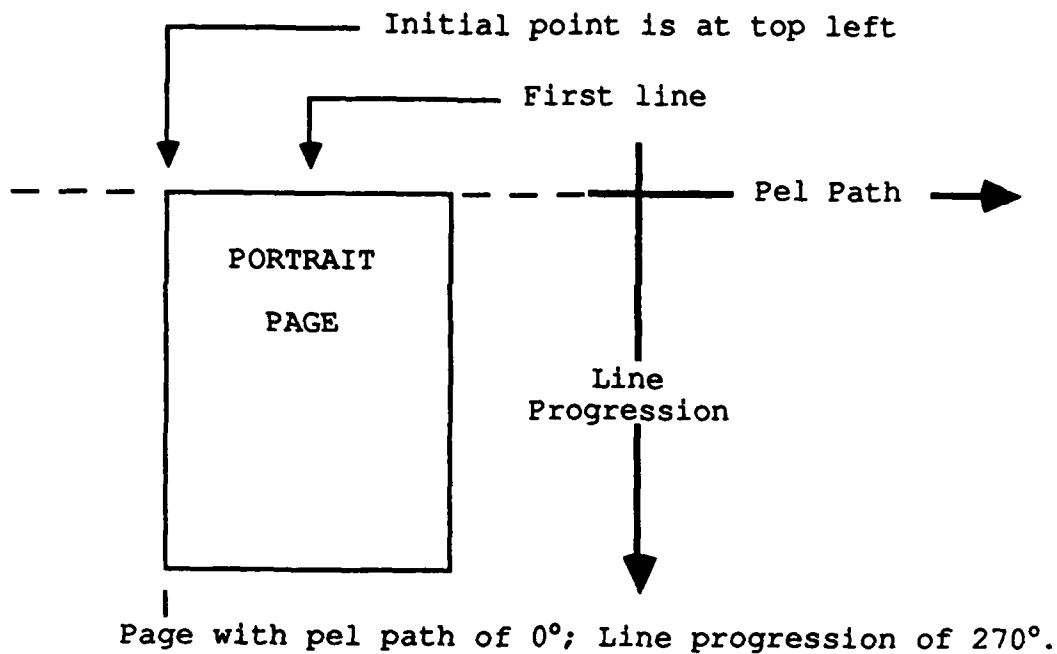 Initial point is at top left
First line
Pel Path
PORTRAIT
PAGE
Line
Progression
Page with pel path of 0°; Line progression of 270°.